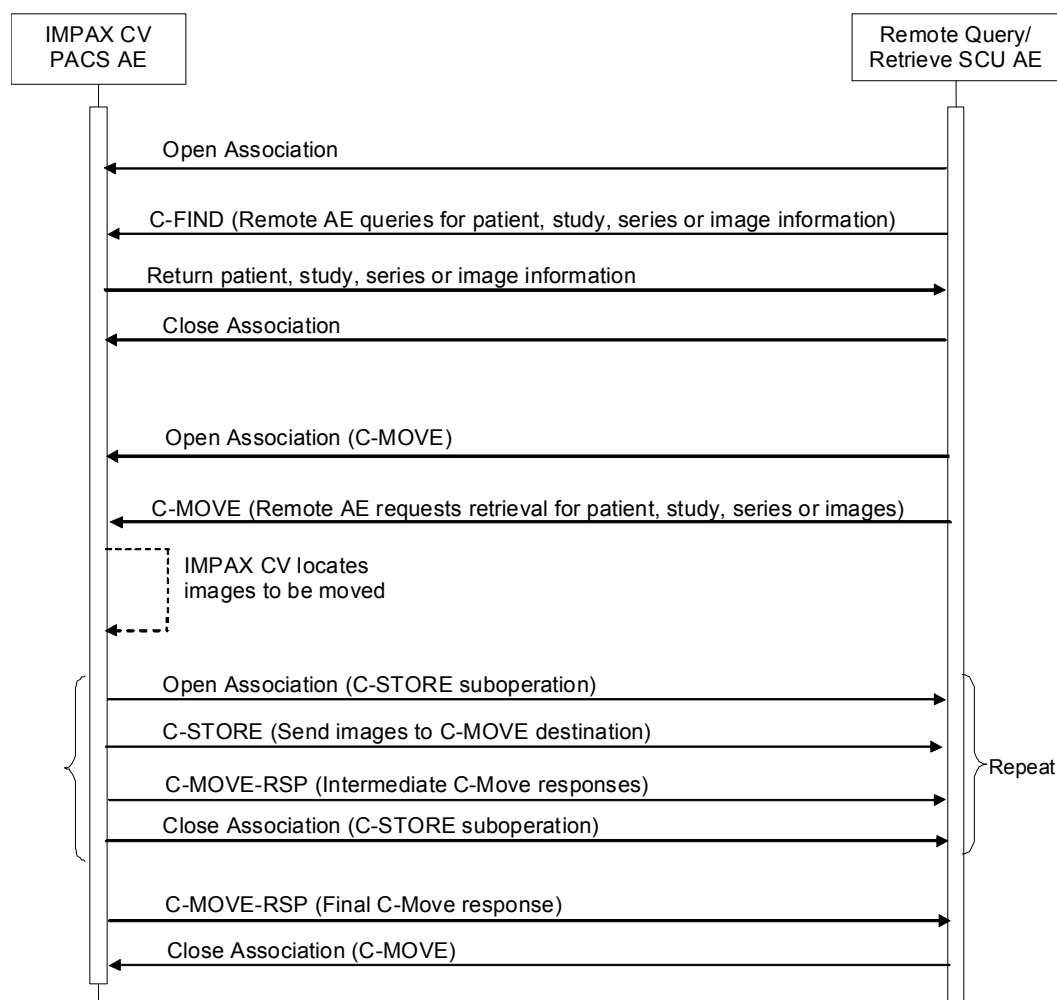 IMPAX CV
PACS AE
Remote Query/
Retrieve SCU AE
Open Association
C-FIND (Remote AE queries for patient, study, series or image information)
Return patient, study, series or image information
Close Association
Open Association (C-MOVE)
C-MOVE (Remote AE requests retrieval for patient, study, series or images)
IMPAX CV locates
images to be moved
Open Association (C-STORE suboperation)
C-STORE (Send images to C-MOVE destination)
Repeat
C-MOVE-RSP (Intermediate C-Move responses)
Close Association (C-STORE suboperation)
C-MOVE-RSP (Final C-Move response)
Close Association (C-MOVE)